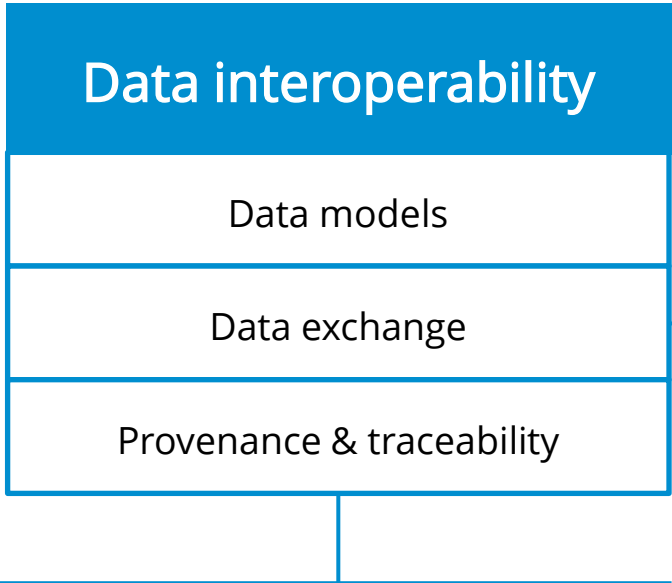 Data interoperability
Data models
Data exchange
Provenance & traceability